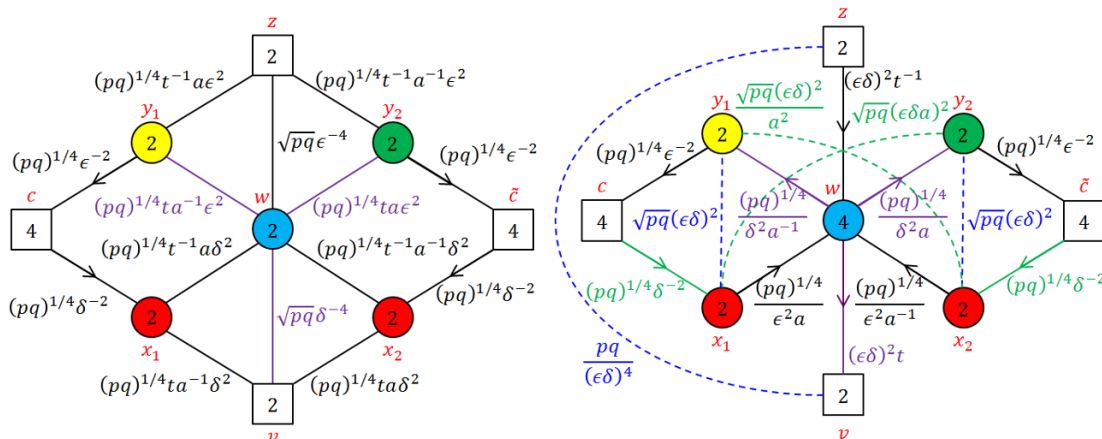 z
2
(pq)^{1/4}t^{-1}aϵ^2
(pq)^{1/4}t^{-1}a^{-1}ϵ^2
y_1
2
√pq ϵ^{-4}
y_2
2
(pq)^{1/4}ϵ^{-2}
(pq)^{1/4}ϵ^{-2}
c
4
(pq)^{1/4}ta^{-1}ϵ^2
w
2
(pq)^{1/4}taϵ^2
c̃
4
(pq)^{1/4}t^{-1}aδ^2
(pq)^{1/4}t^{-1}a^{-1}δ^2
(pq)^{1/4}δ^{-2}
(pq)^{1/4}δ^{-2}
2
x_1
√pq δ^{-4}
2
x_2
(pq)^{1/4}ta^{-1}δ^2
(pq)^{1/4}taδ^2
2
v
z
2
(ϵδ)^2t^{-1}
y_1
2
√pq(ϵδ)^2/a^2
√pq(ϵδa)^2
y_2
2
(pq)^{1/4}ϵ^{-2}
(pq)^{1/4}ϵ^{-2}
c
4
√pq(ϵδ)^2
(pq)^{1/4}/δ^2a^{-1}
w
4
(pq)^{1/4}/δ^2a
√pq(ϵδ)^2
c̃
4
(pq)^{1/4}δ^{-2}
(pq)^{1/4}δ^{-2}
2
x_1
(pq)^{1/4}/ϵ^2a
(pq)^{1/4}/ϵ^2a^{-1}
2
x_2
pq/(ϵδ)^4
(ϵδ)^2t
2
v